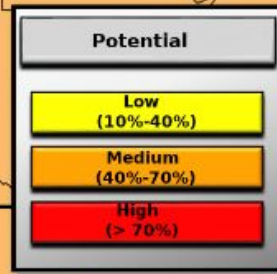 Potential
Low
(10%-40%)
Medium
(40%-70%)
High
(> 70%)